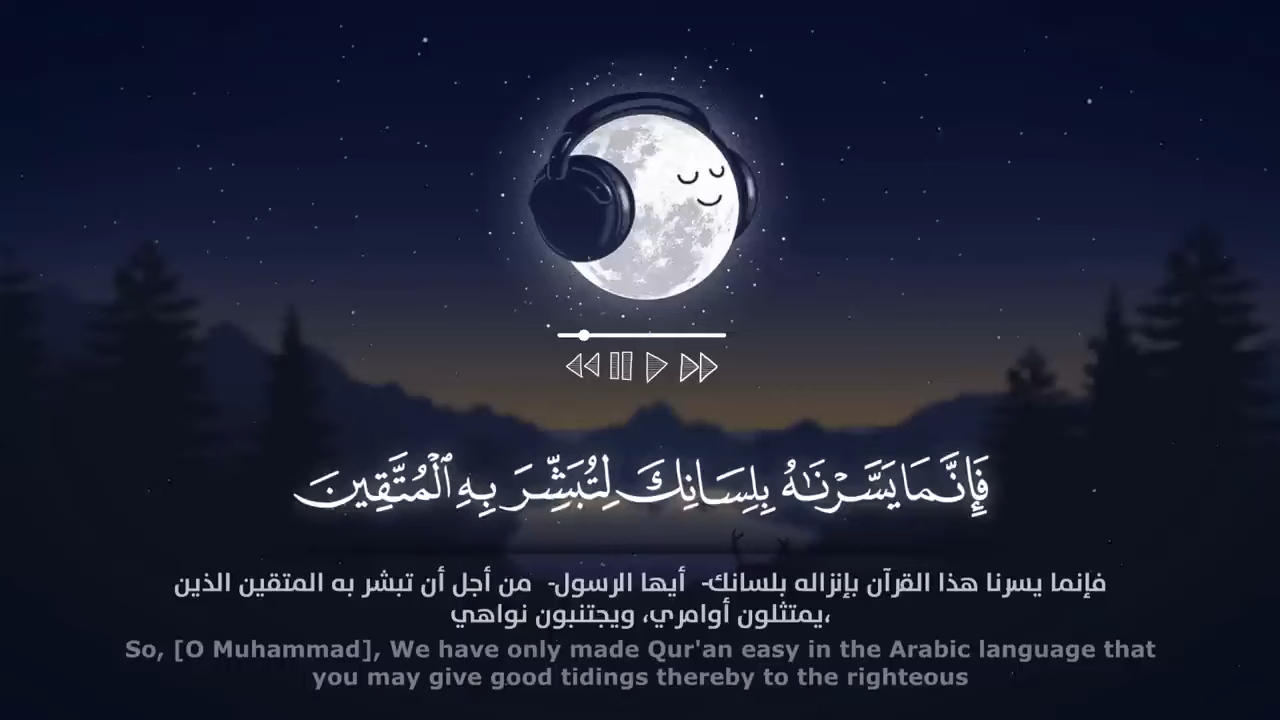 فَإِنَّمَا يَسَّرْنَـٰهُ بِلِسَانِكَ لِتُبَشِّرَ بِهِ ٱلْمُتَّقِينَ
فإنما يسرنا هذا القرآن بإنزاله بلسانك- أيها الرسول- من أجل أن تبشر به المتقين الذين
يمتثلون أوامري، ويجتنبون نواهي،
So, [O Muhammad], We have only made Qur'an easy in the Arabic language that
you may give good tidings thereby to the righteous